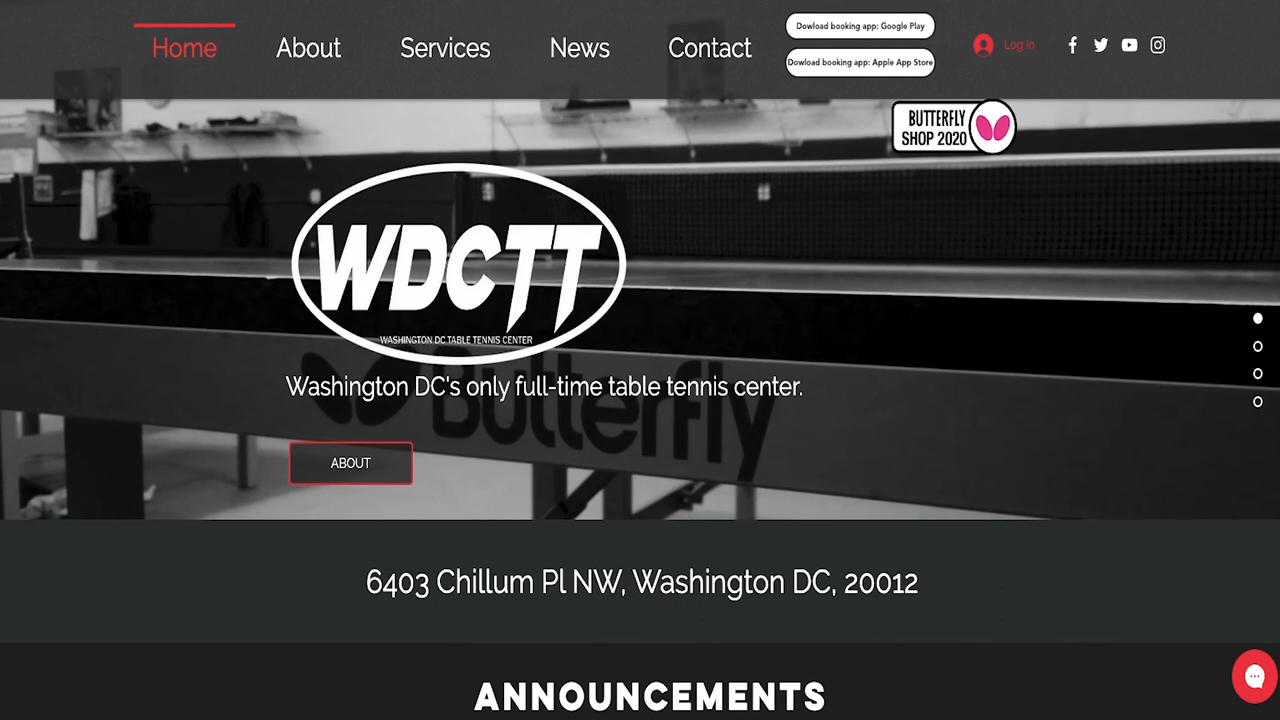 Home
About
Services
News
Contact
Dowload booking app: Google Play
Dowload booking app: Apple App Store
Log In
BUTTERFLY
SHOP 2020
WDCTT
WASHINGTON DC TABLE TENNIS CENTER
Washington DC's only full-time table tennis center.
Butterfly
ABOUT
6403 Chillum Pl NW, Washington DC, 20012
ANNOUNCEMENTS